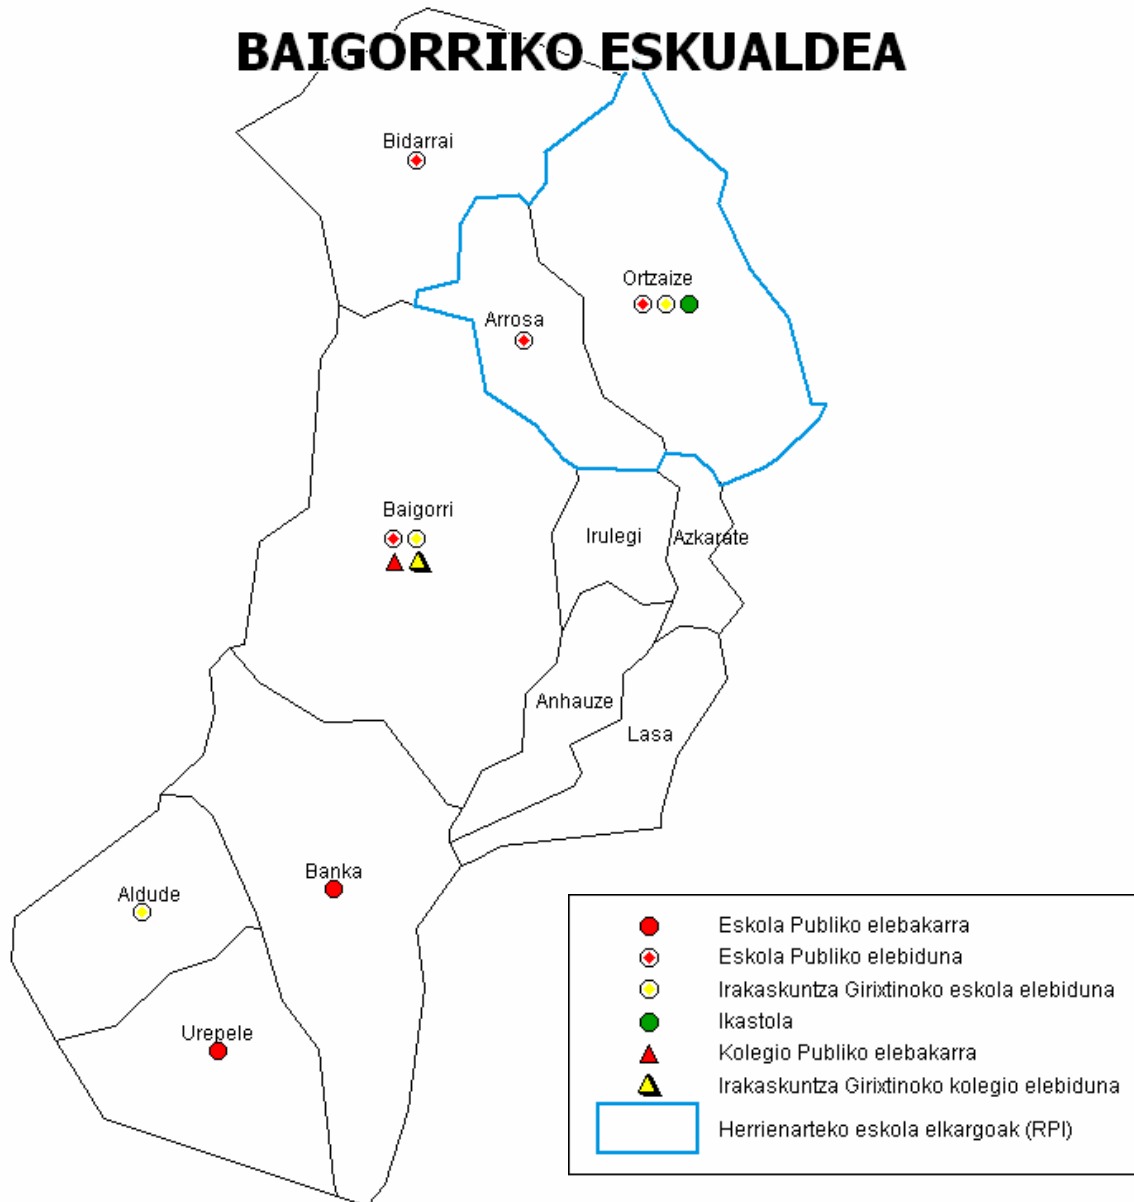 BAIGORRIKO ESKUALDEA
Bidarrai
Ortzaize
Arrosa
Baigorri
Irulegi
Azkarate
Anhauze
Lasa
Banka
Aldude
Urepele
Eskola Publiko elebakarra
Eskola Publiko elebiduna
Irakaskuntza Girixtinoko eskola elebiduna
Ikastola
Kolegio Publiko elebakarra
Irakaskuntza Girixtinoko kolegio elebiduna
Herrienarteko eskola elkargoak (RPI)